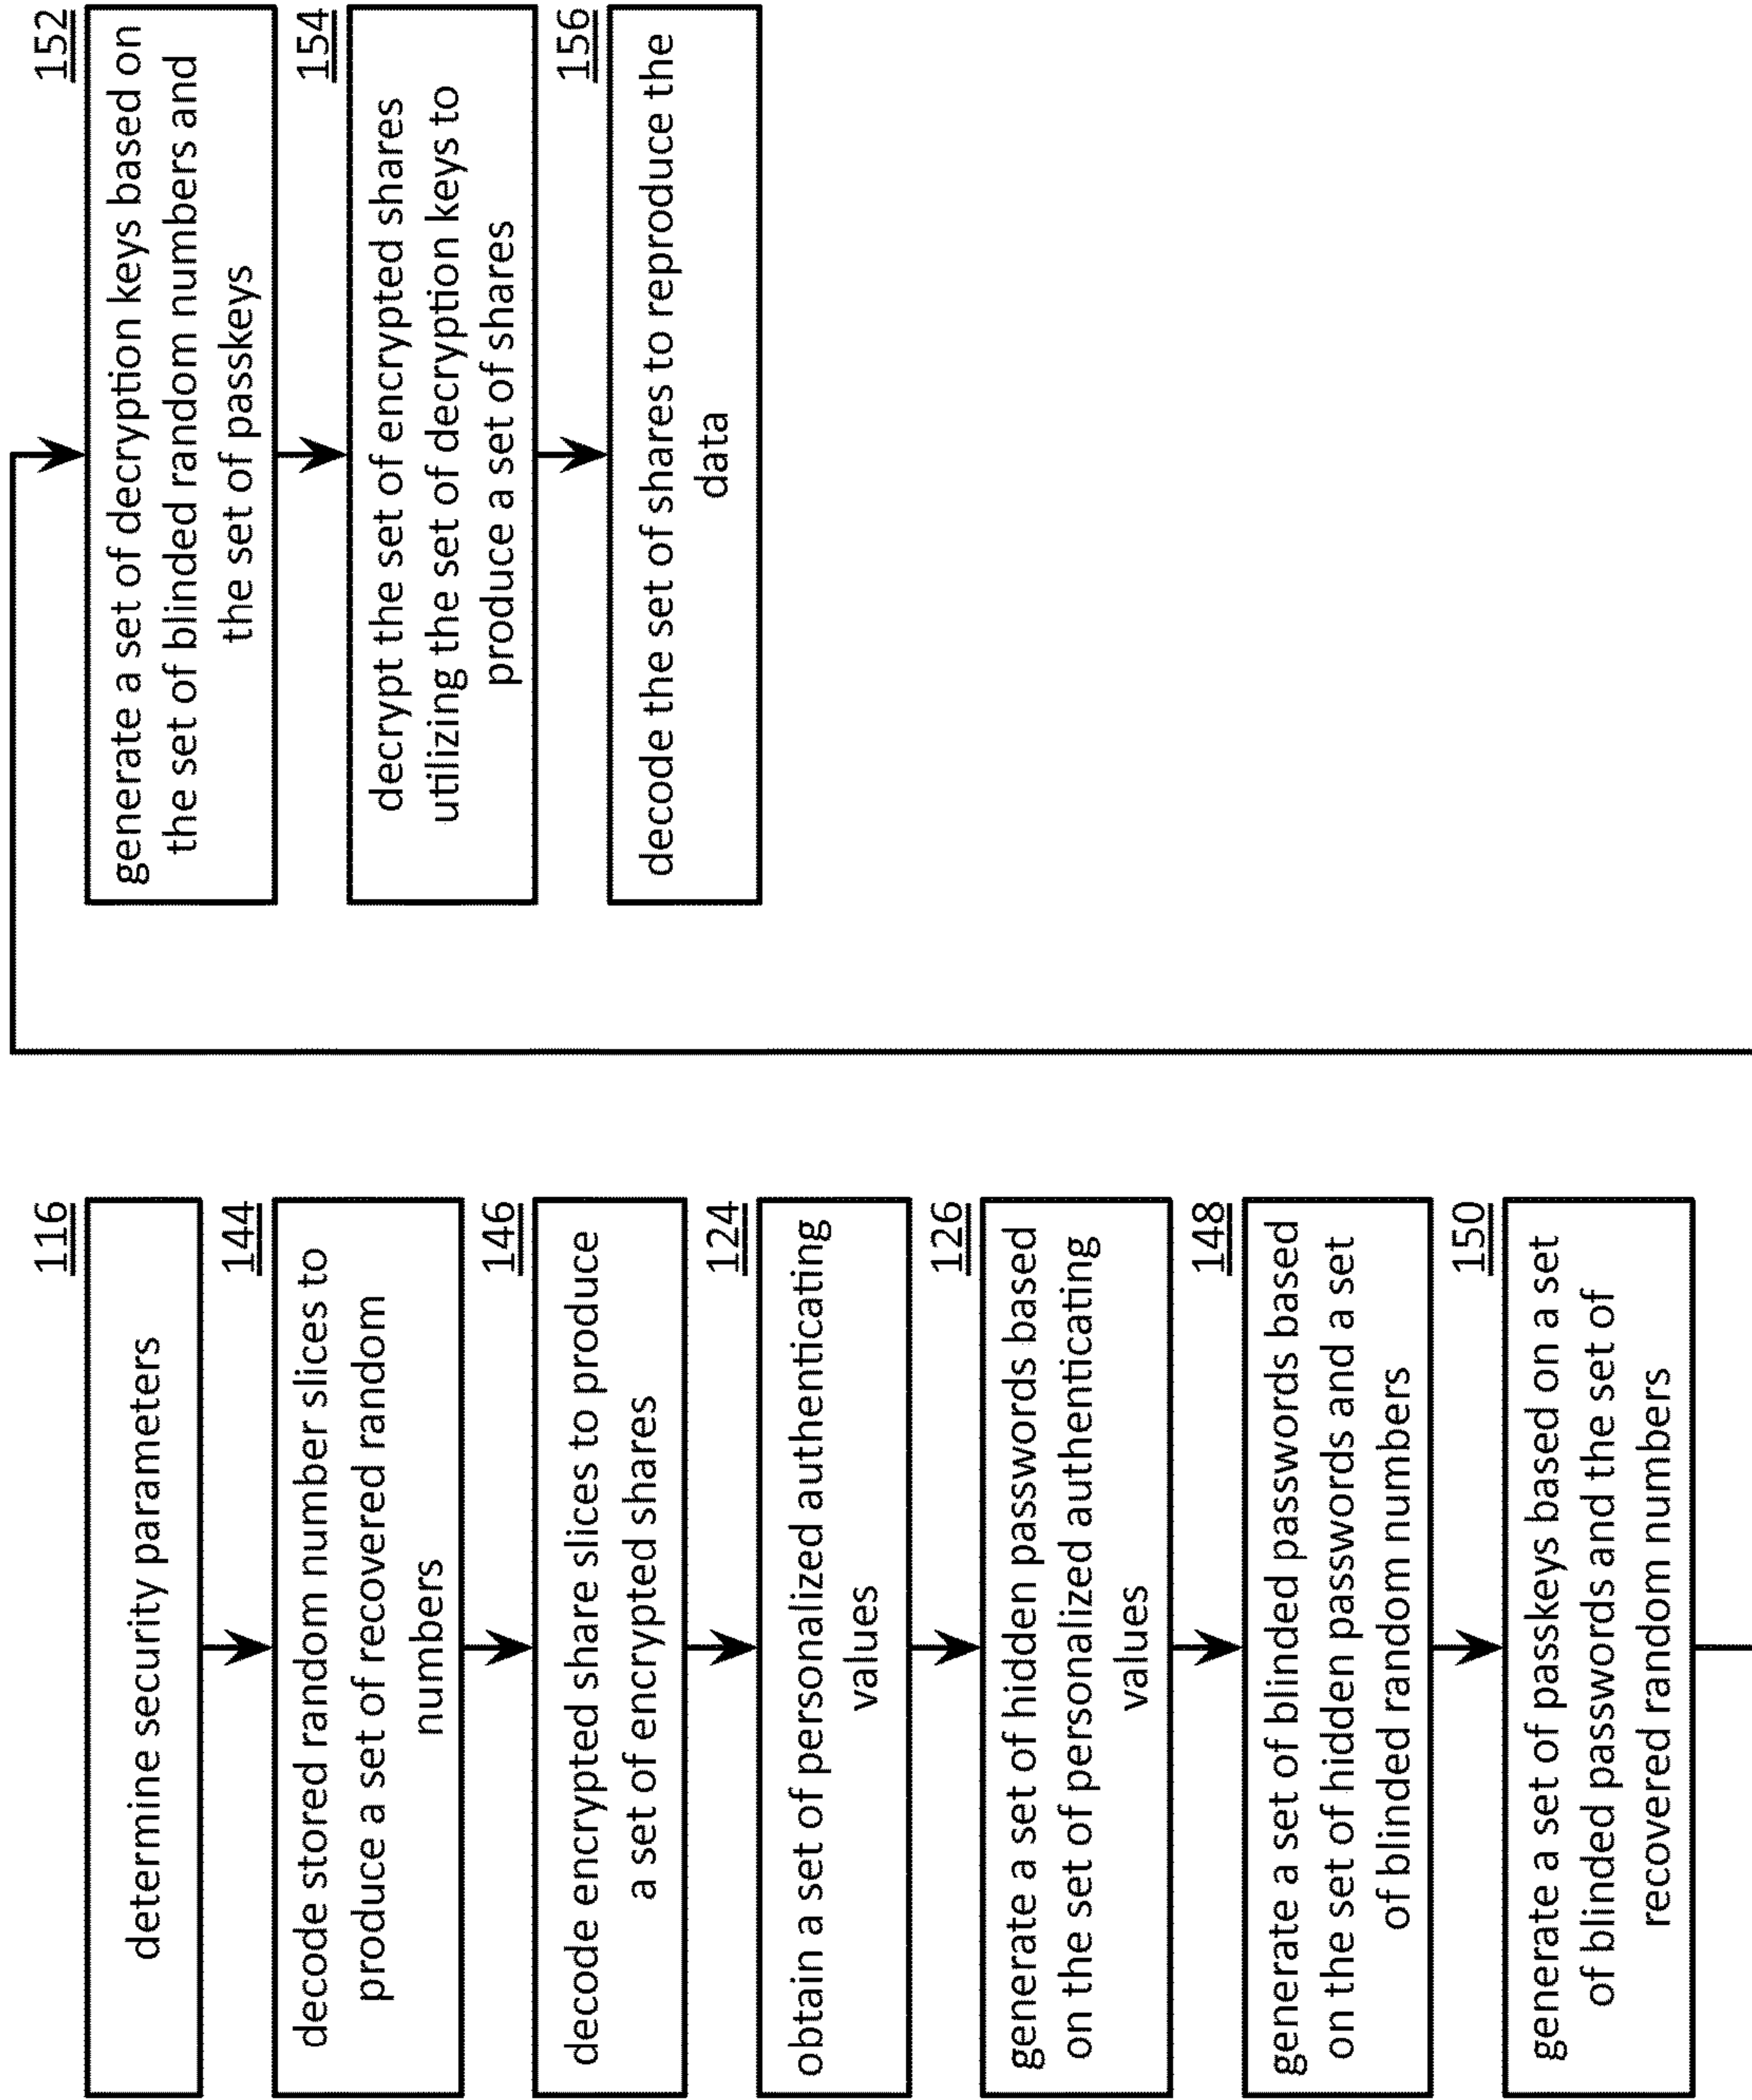 116
determine security parameters
144
decode stored random number slices to
produce a set of recovered random
numbers
146
decode encrypted share slices to produce
a set of encrypted shares
124
obtain a set of personalized authenticating
values
126
generate a set of hidden passwords based
on the set of personalized authenticating
values
148
generate a set of blinded passwords based
on the set of hidden passwords and a set
of blinded random numbers
150
generate a set of passkeys based on a set
of blinded passwords and the set of
recovered random numbers
152
generate a set of decryption keys based on
the set of blinded random numbers and
the set of passkeys
154
decrypt the set of encrypted shares
utilizing the set of decryption keys to
produce a set of shares
156
decode the set of shares to reproduce the
data